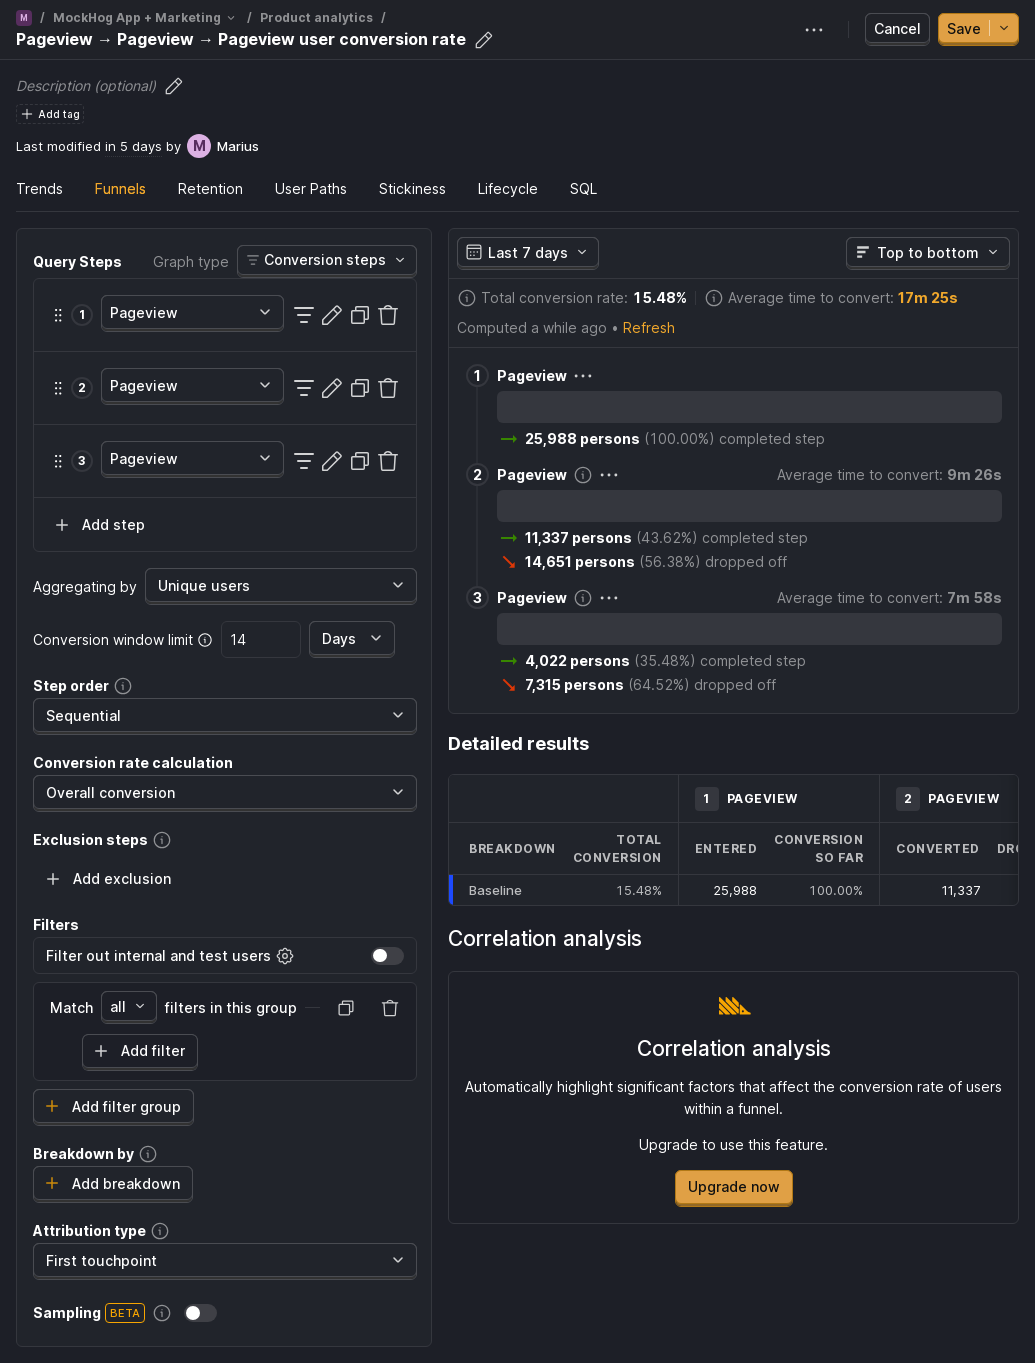 M / MockHog App + Marketing / Product analytics /
Pageview → Pageview → Pageview user conversion rate
Cancel
Save
Description (optional)
Add tag
Last modified in 5 days by M Marius
Trends Funnels Retention User Paths Stickiness Lifecycle SQL
Query Steps Graph type Conversion steps
1 Pageview
2 Pageview
3 Pageview
Add step
Aggregating by Unique users
Conversion window limit 14 Days
Step order
Sequential
Conversion rate calculation
Overall conversion
Exclusion steps
Add exclusion
Filters
Filter out internal and test users
Match all filters in this group
Add filter
Add filter group
Breakdown by
Add breakdown
Attribution type
First touchpoint
Sampling BETA
Last 7 days Top to bottom
Total conversion rate: 15.48% Average time to convert: 17m 25s
Computed a while ago • Refresh
1 Pageview
25,988 persons (100.00%) completed step
2 Pageview Average time to convert: 9m 26s
11,337 persons (43.62%) completed step
14,651 persons (56.38%) dropped off
3 Pageview Average time to convert: 7m 58s
4,022 persons (35.48%) completed step
7,315 persons (64.52%) dropped off
Detailed results
1 PAGEVIEW 2 PAGEVIEW
BREAKDOWN TOTAL CONVERSION ENTERED CONVERSION SO FAR CONVERTED DRO
Baseline 15.48% 25,988 100.00% 11,337
Correlation analysis
Correlation analysis
Automatically highlight significant factors that affect the conversion rate of users
within a funnel.
Upgrade to use this feature.
Upgrade now